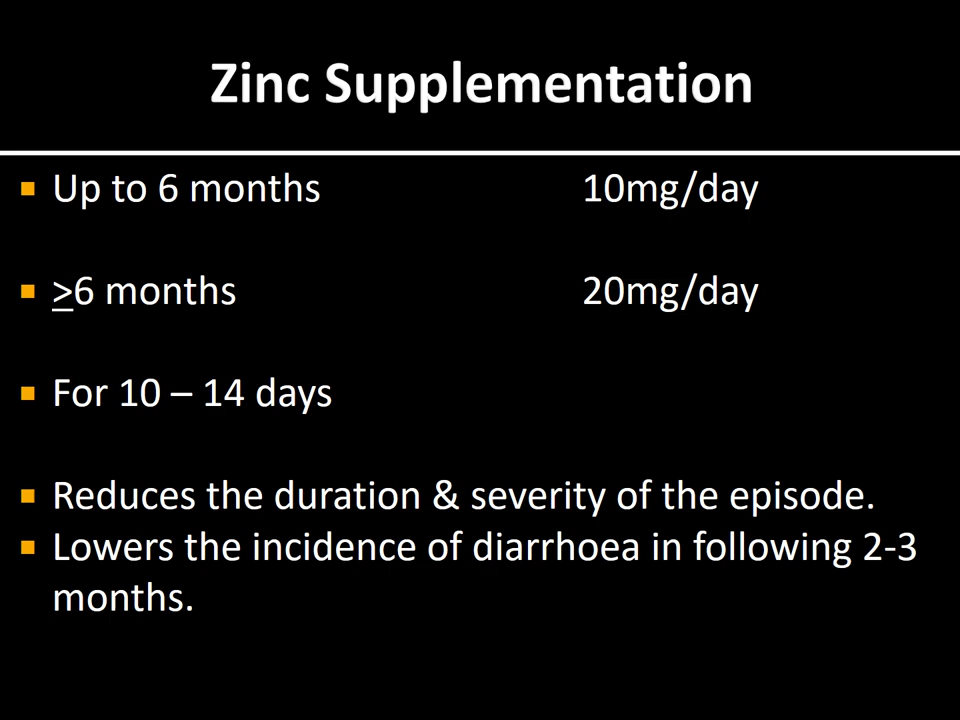 Zinc Supplementation
▪ Up to 6 months 10mg/day
▪ >6 months 20mg/day
▪ For 10 – 14 days
▪ Reduces the duration & severity of the episode.
▪ Lowers the incidence of diarrhoea in following 2-3
months.